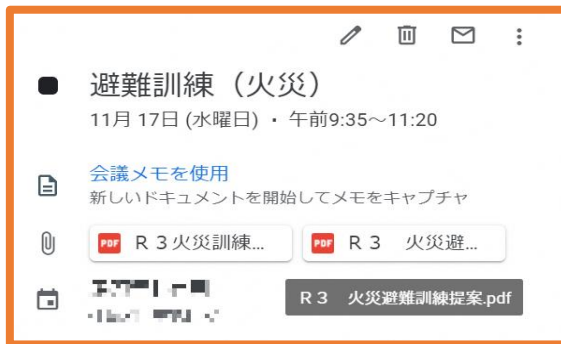 避難訓練（火災）
11月 17日 (水曜日) ・ 午前9:35～11:20
会議メモを使用
新しいドキュメントを開始してメモをキャプチャ
PDF Ｒ３火災訓練... PDF Ｒ３　火災避...
Ｒ３　火災避難訓練提案.pdf